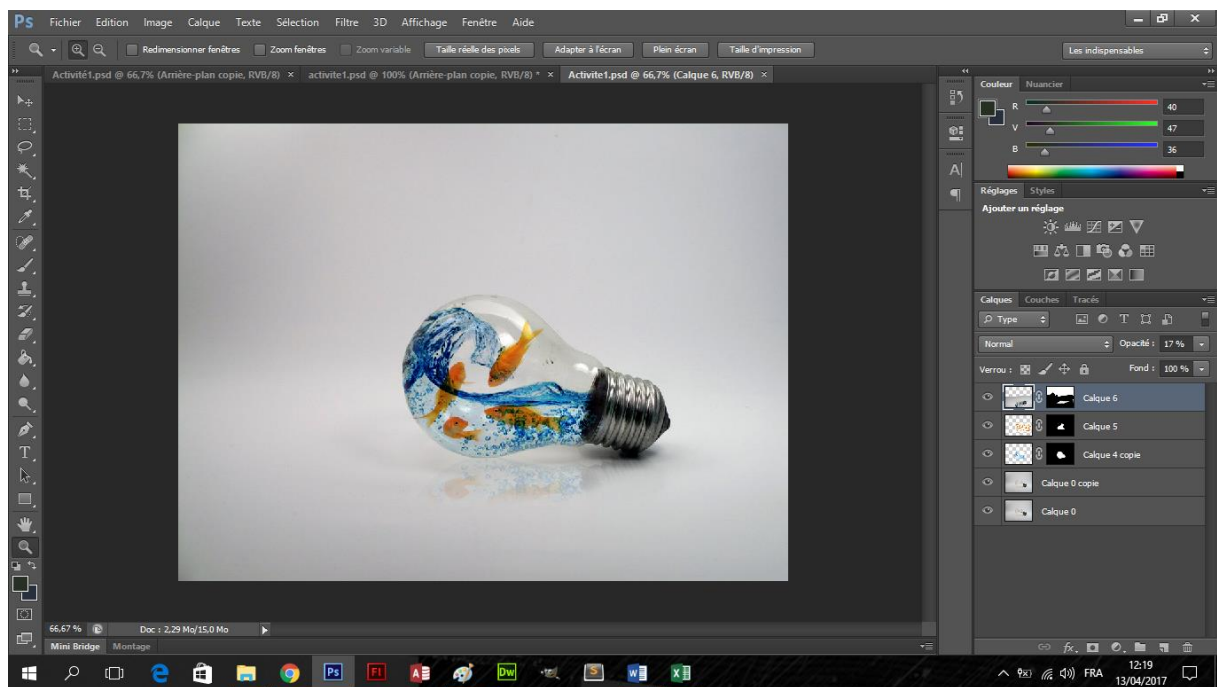 Ps Fichier Edition Image Calque Texte Sélection Filtre 3D Affichage Fenêtre Aide
Redimensionner fenêtres Zoom fenêtres Zoom variable Taille réelle des pixels Adapter à l'écran Plein écran Taille d'impression Les indispensables
Activité1.psd @ 66,7% (Arrière-plan copie, RVB/8) × activite1.psd @ 100% (Arrière-plan copie, RVB/8) * × Activite1.psd @ 66,7% (Calque 6, RVB/8) ×
Couleur Nuancier
R 40
V 47
B 36
Réglages Styles
Ajouter un réglage
Calques Couches Tracés
Type
Normal Opacité : 17 %
Verrou : Fond : 100 %
Calque 6
Calque 5
Calque 4 copie
Calque 0 copie
Calque 0
66,67 % Doc : 2,29 Mo/15,0 Mo
Mini Bridge Montage
fx.
Ps Fl Dw S FRA 12:19
13/04/2017